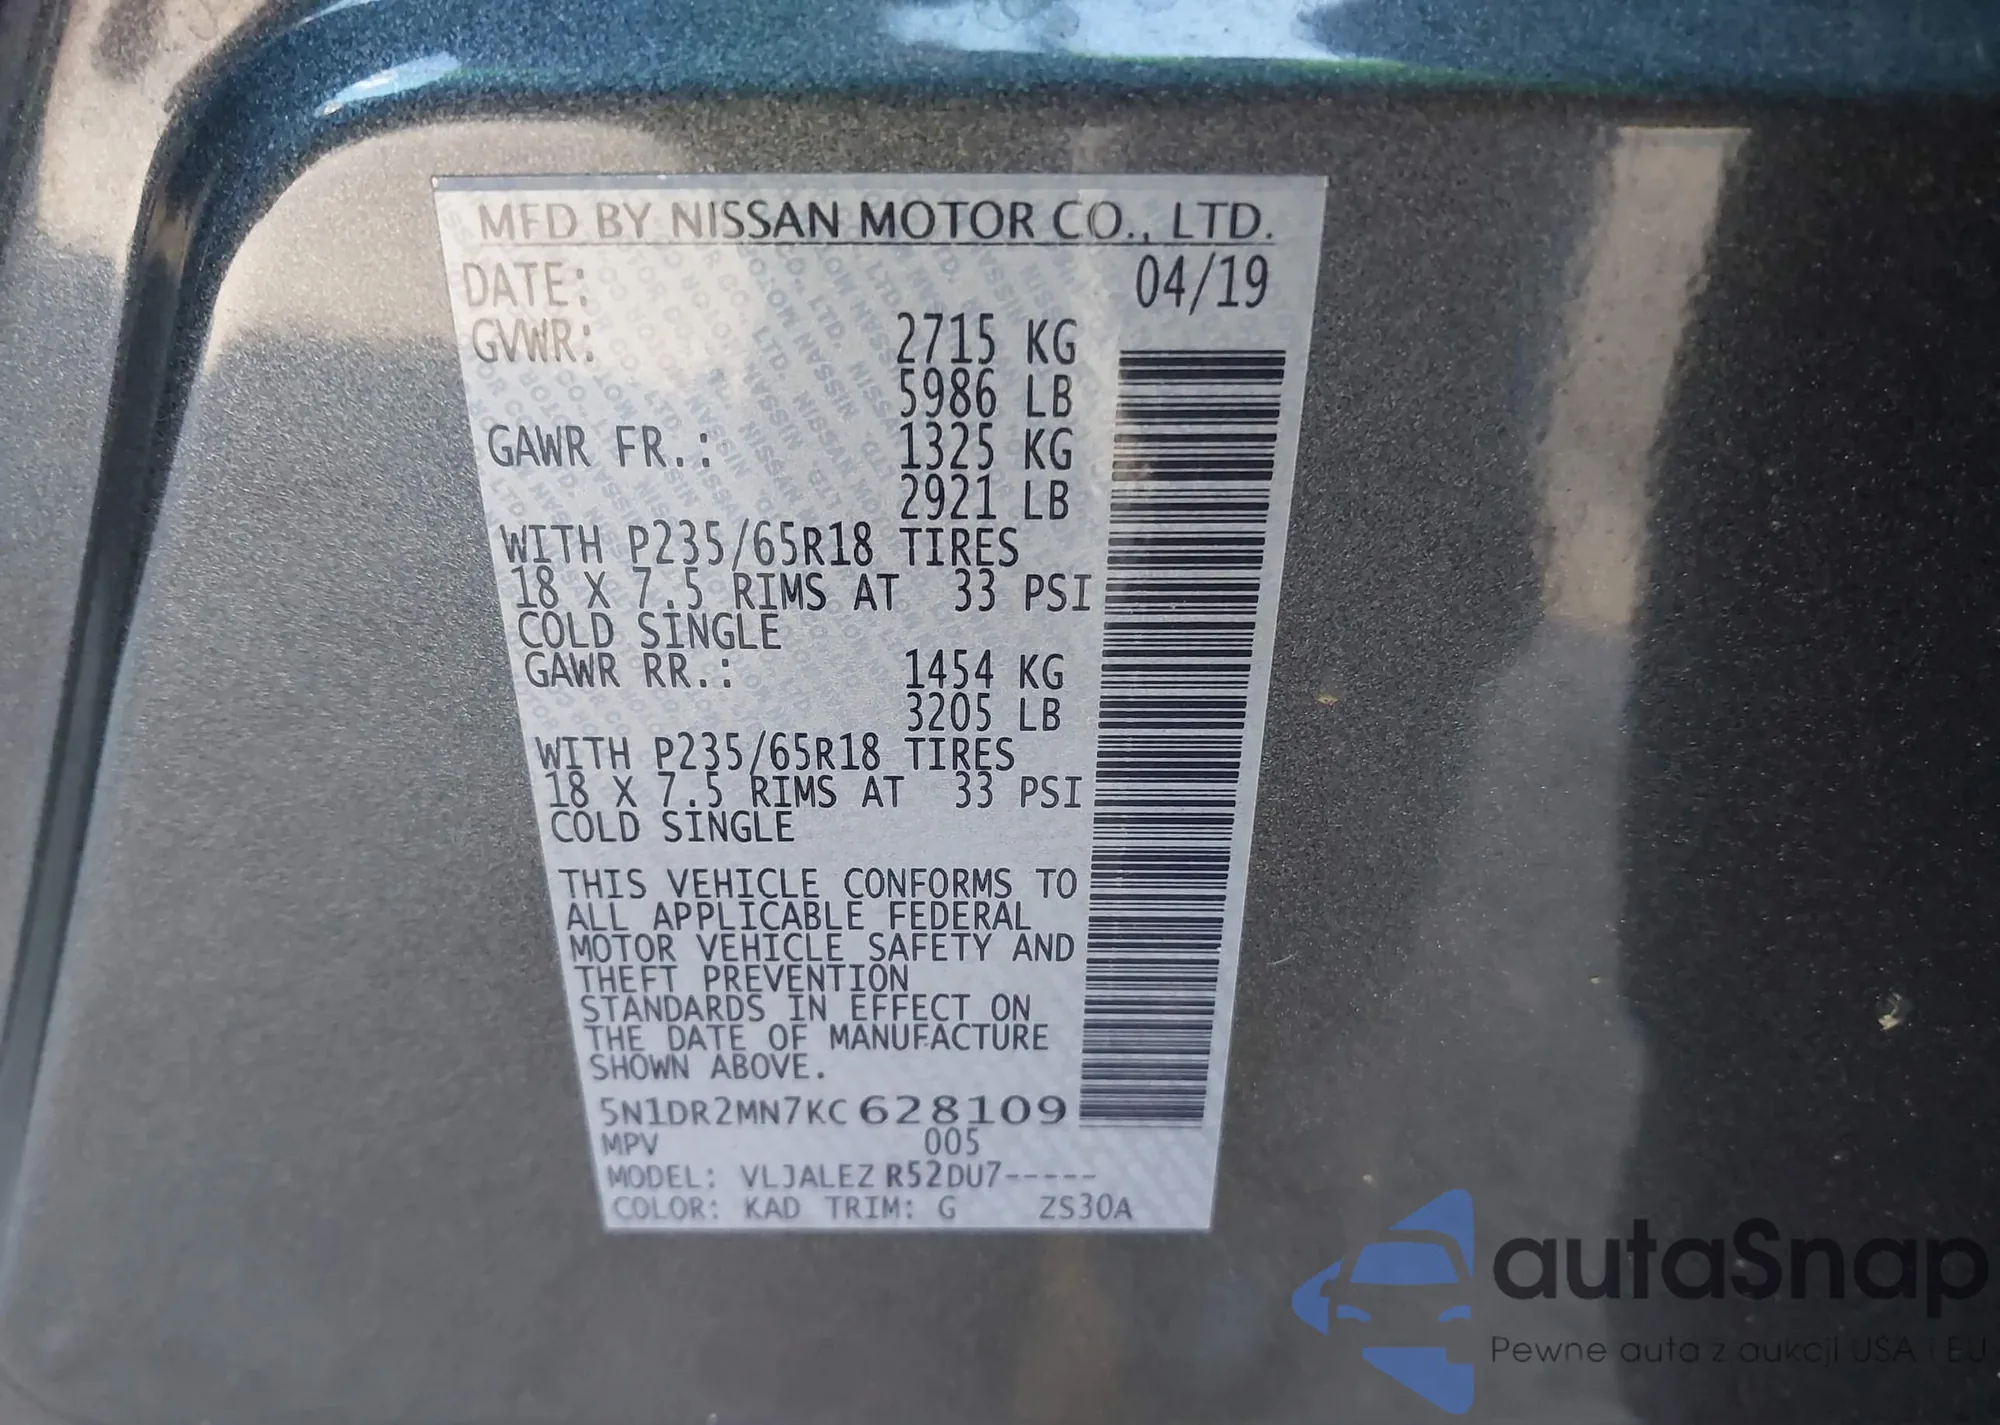 MFD BY NISSAN MOTOR CO., LTD.
DATE: 04/19
GVWR: 2715 KG
5986 LB
GAWR FR.: 1325 KG
2921 LB
WITH P235/65R18 TIRES
18 X 7.5 RIMS AT 33 PSI
COLD SINGLE
GAWR RR.: 1454 KG
3205 LB
WITH P235/65R18 TIRES
18 X 7.5 RIMS AT 33 PSI
COLD SINGLE
THIS VEHICLE CONFORMS TO
ALL APPLICABLE FEDERAL
MOTOR VEHICLE SAFETY AND
THEFT PREVENTION
STANDARDS IN EFFECT ON
THE DATE OF MANUFACTURE
SHOWN ABOVE.
5N1DR2MN7KC628109
MPV 005
MODEL: VLJALEZ R52DU7-----
COLOR: KAD TRIM: G ZS30A
autaSnap
Pewne auta z aukcji USA i EU